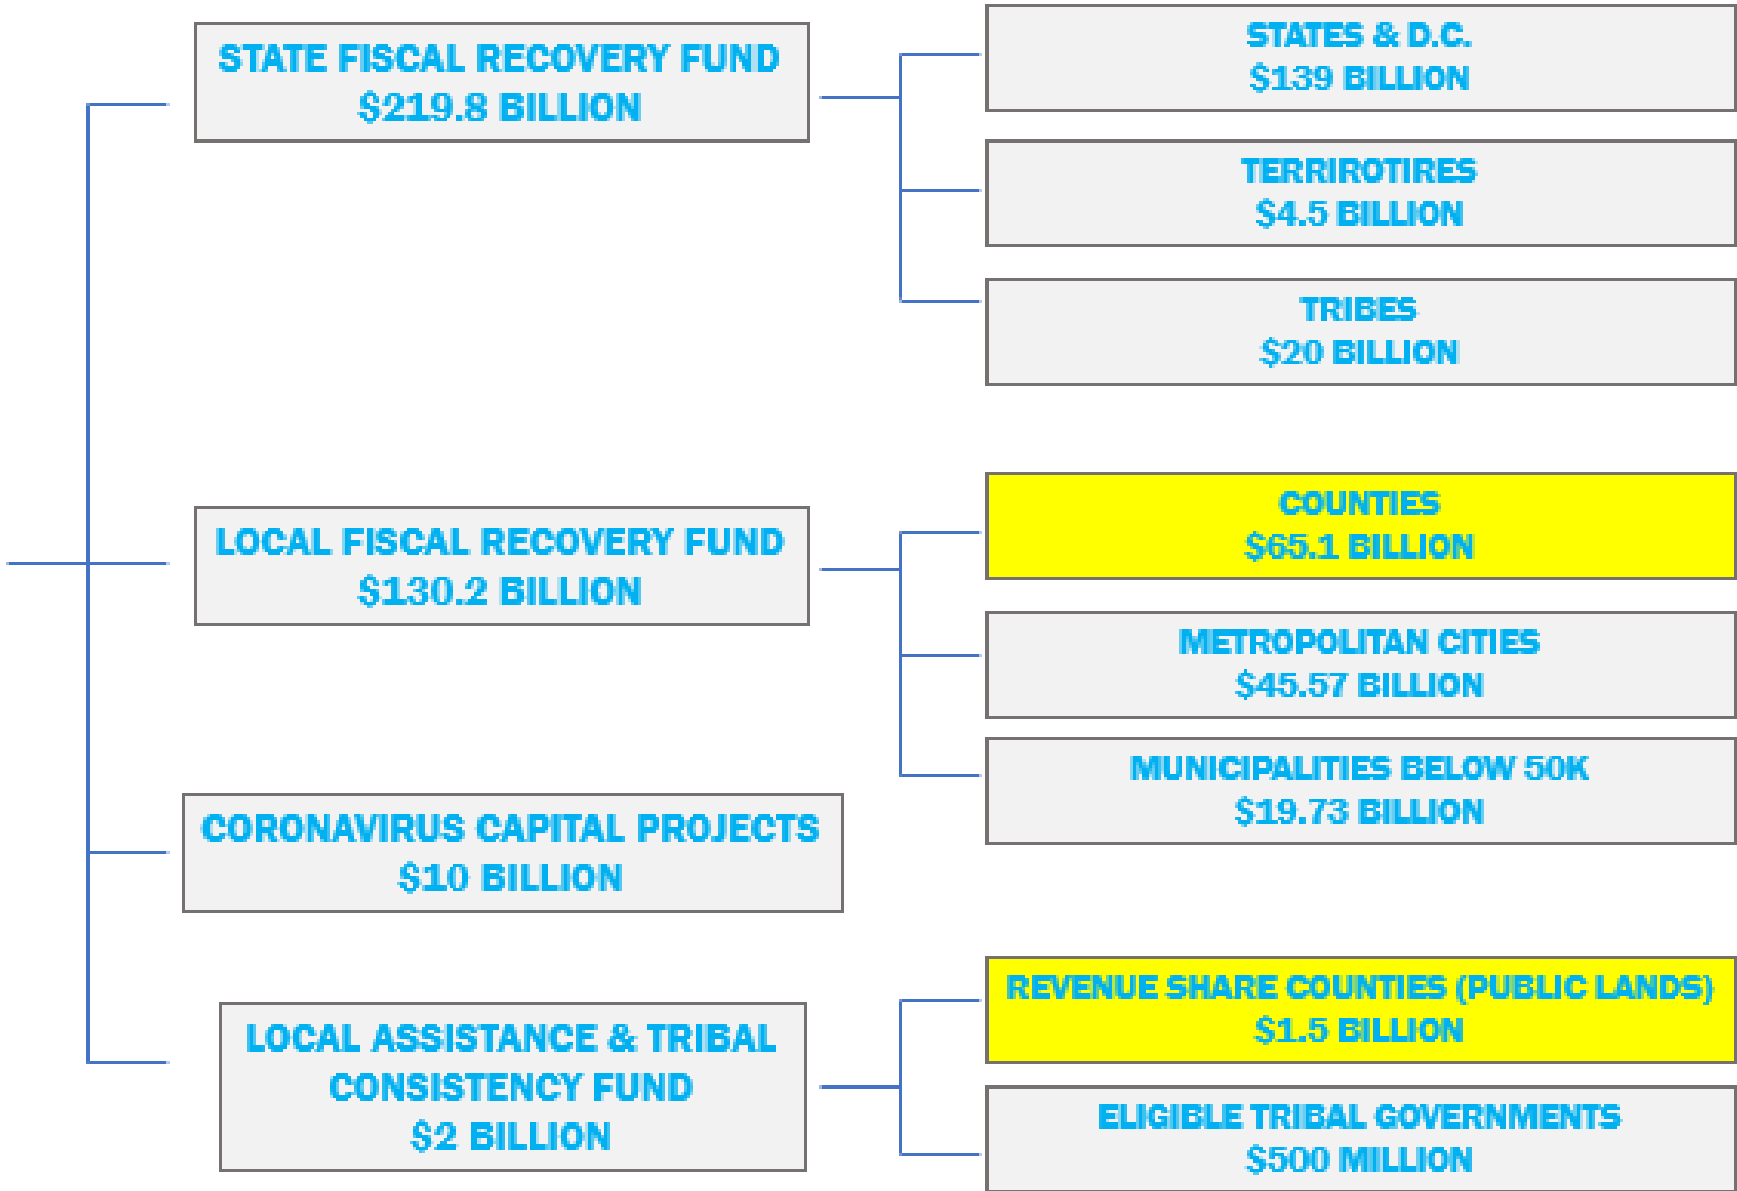 STATE FISCAL RECOVERY FUND
$219.8 BILLION
STATES & D.C.
$139 BILLION
TERRIROTIRES
$4.5 BILLION
TRIBES
$20 BILLION
LOCAL FISCAL RECOVERY FUND
$130.2 BILLION
COUNTIES
$65.1 BILLION
METROPOLITAN CITIES
$45.57 BILLION
MUNICIPALITIES BELOW 50K
$19.73 BILLION
CORONAVIRUS CAPITAL PROJECTS
$10 BILLION
LOCAL ASSISTANCE & TRIBAL
CONSISTENCY FUND
$2 BILLION
REVENUE SHARE COUNTIES (PUBLIC LANDS)
$1.5 BILLION
ELIGIBLE TRIBAL GOVERNMENTS
$500 MILLION